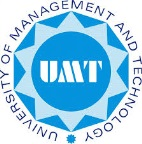 UNIVERSITY OF MANAGEMENT AND TECHNOLOGY
UMT